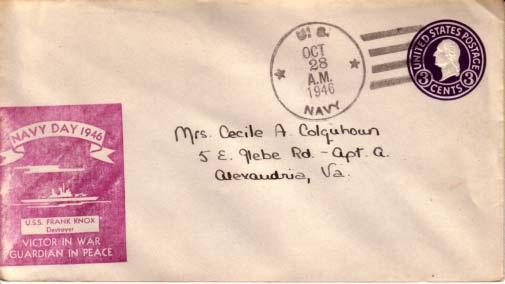 U. S.
OCT
28
A.M.
1946
NAVY
UNITED STATES POSTAGE
3 3
CENTS
Mrs. Cecile A. Colquhoun
5 E. Glebe Rd. - Apt. A.
Alexandria, Va.
NAVY DAY 1946
U.S.S. FRANK KNOX
Destroyer
VICTOR IN WAR
GUARDIAN IN PEACE